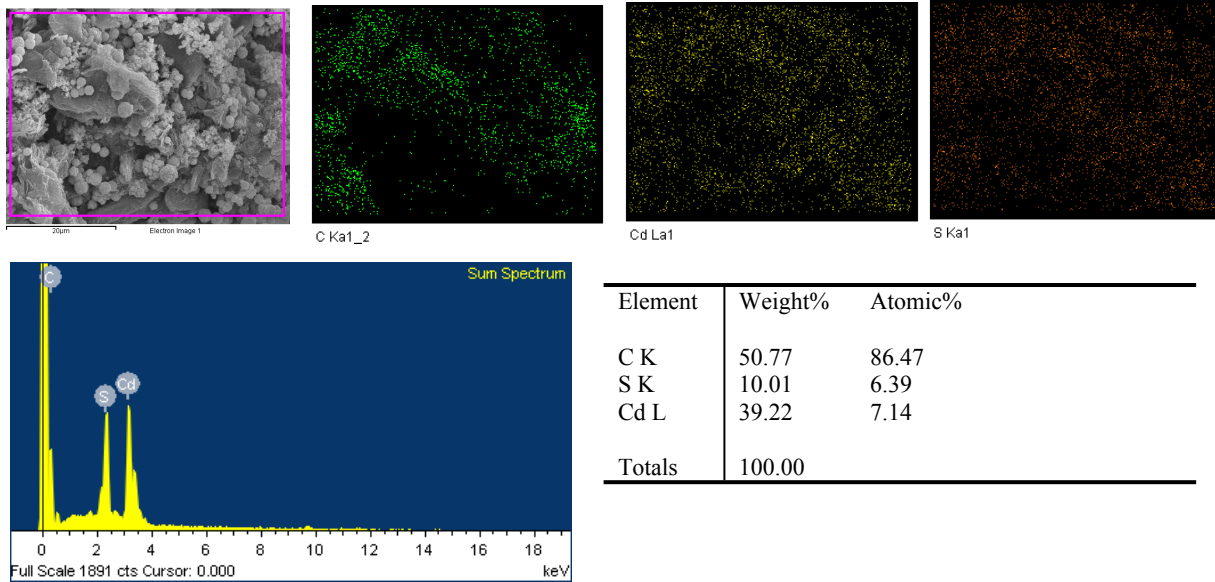 20µm
Electron Image 1
C Ka1_2
Cd La1
S Ka1
Sum Spectrum
C
S
Cd
0 2 4 6 8 10 12 14 16 18
Full Scale 1891 cts Cursor: 0.000 keV
Element Weight% Atomic%
C K 50.77 86.47
S K 10.01 6.39
Cd L 39.22 7.14
Totals 100.00